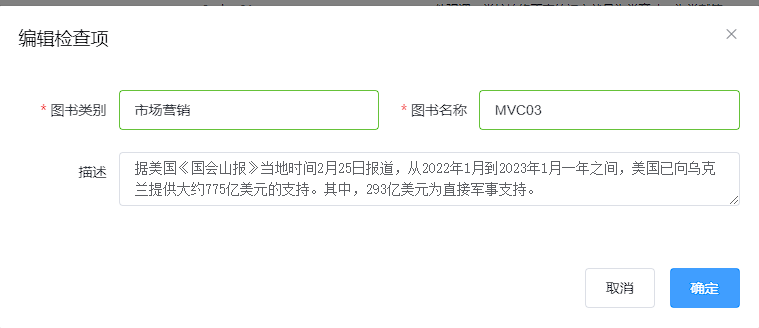 编辑检查项
* 图书类别 市场营销 * 图书名称 MVC03
描述 据美国《国会山报》当地时间2月25日报道，从2022年1月到2023年1月一年之间，美国已向乌克
兰提供大约775亿美元的支持。其中，293亿美元为直接军事支持。
取消 确定